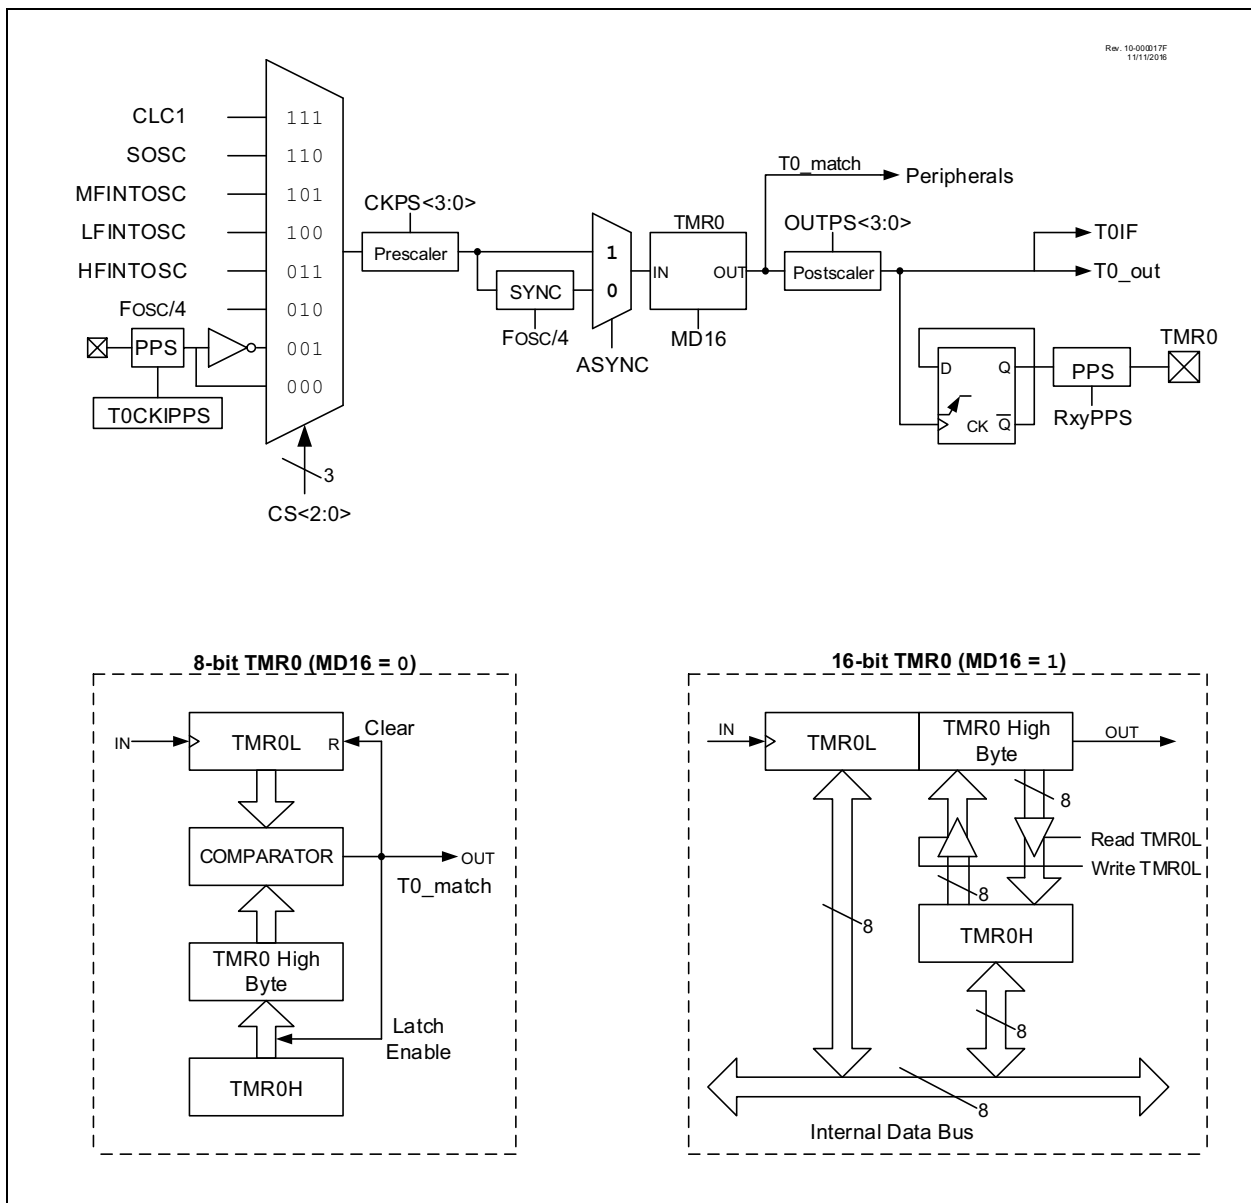 Rev. 10-000017F
11/11/2016
CLC1
111
SOSC
110
MFINTOSC
101
LFINTOSC
100
HFINTOSC
011
FOSC/4
010
PPS
001
000
T0CKIPPS
3
CS<2:0>
CKPS<3:0>
Prescaler
SYNC
FOSC/4
1
0
ASYNC
TMR0
IN
OUT
MD16
T0_match
Peripherals
OUTPS<3:0>
Postscaler
T0IF
T0_out
D
Q
CK
Q
PPS
RxyPPS
TMR0
8-bit TMR0 (MD16 = 0)
IN
TMR0L
R
Clear
COMPARATOR
OUT
T0_match
TMR0 High
Byte
Latch
Enable
TMR0H
16-bit TMR0 (MD16 = 1)
IN
TMR0L
TMR0 High
Byte
OUT
8
Read TMR0L
Write TMR0L
8
8
TMR0H
8
8
Internal Data Bus